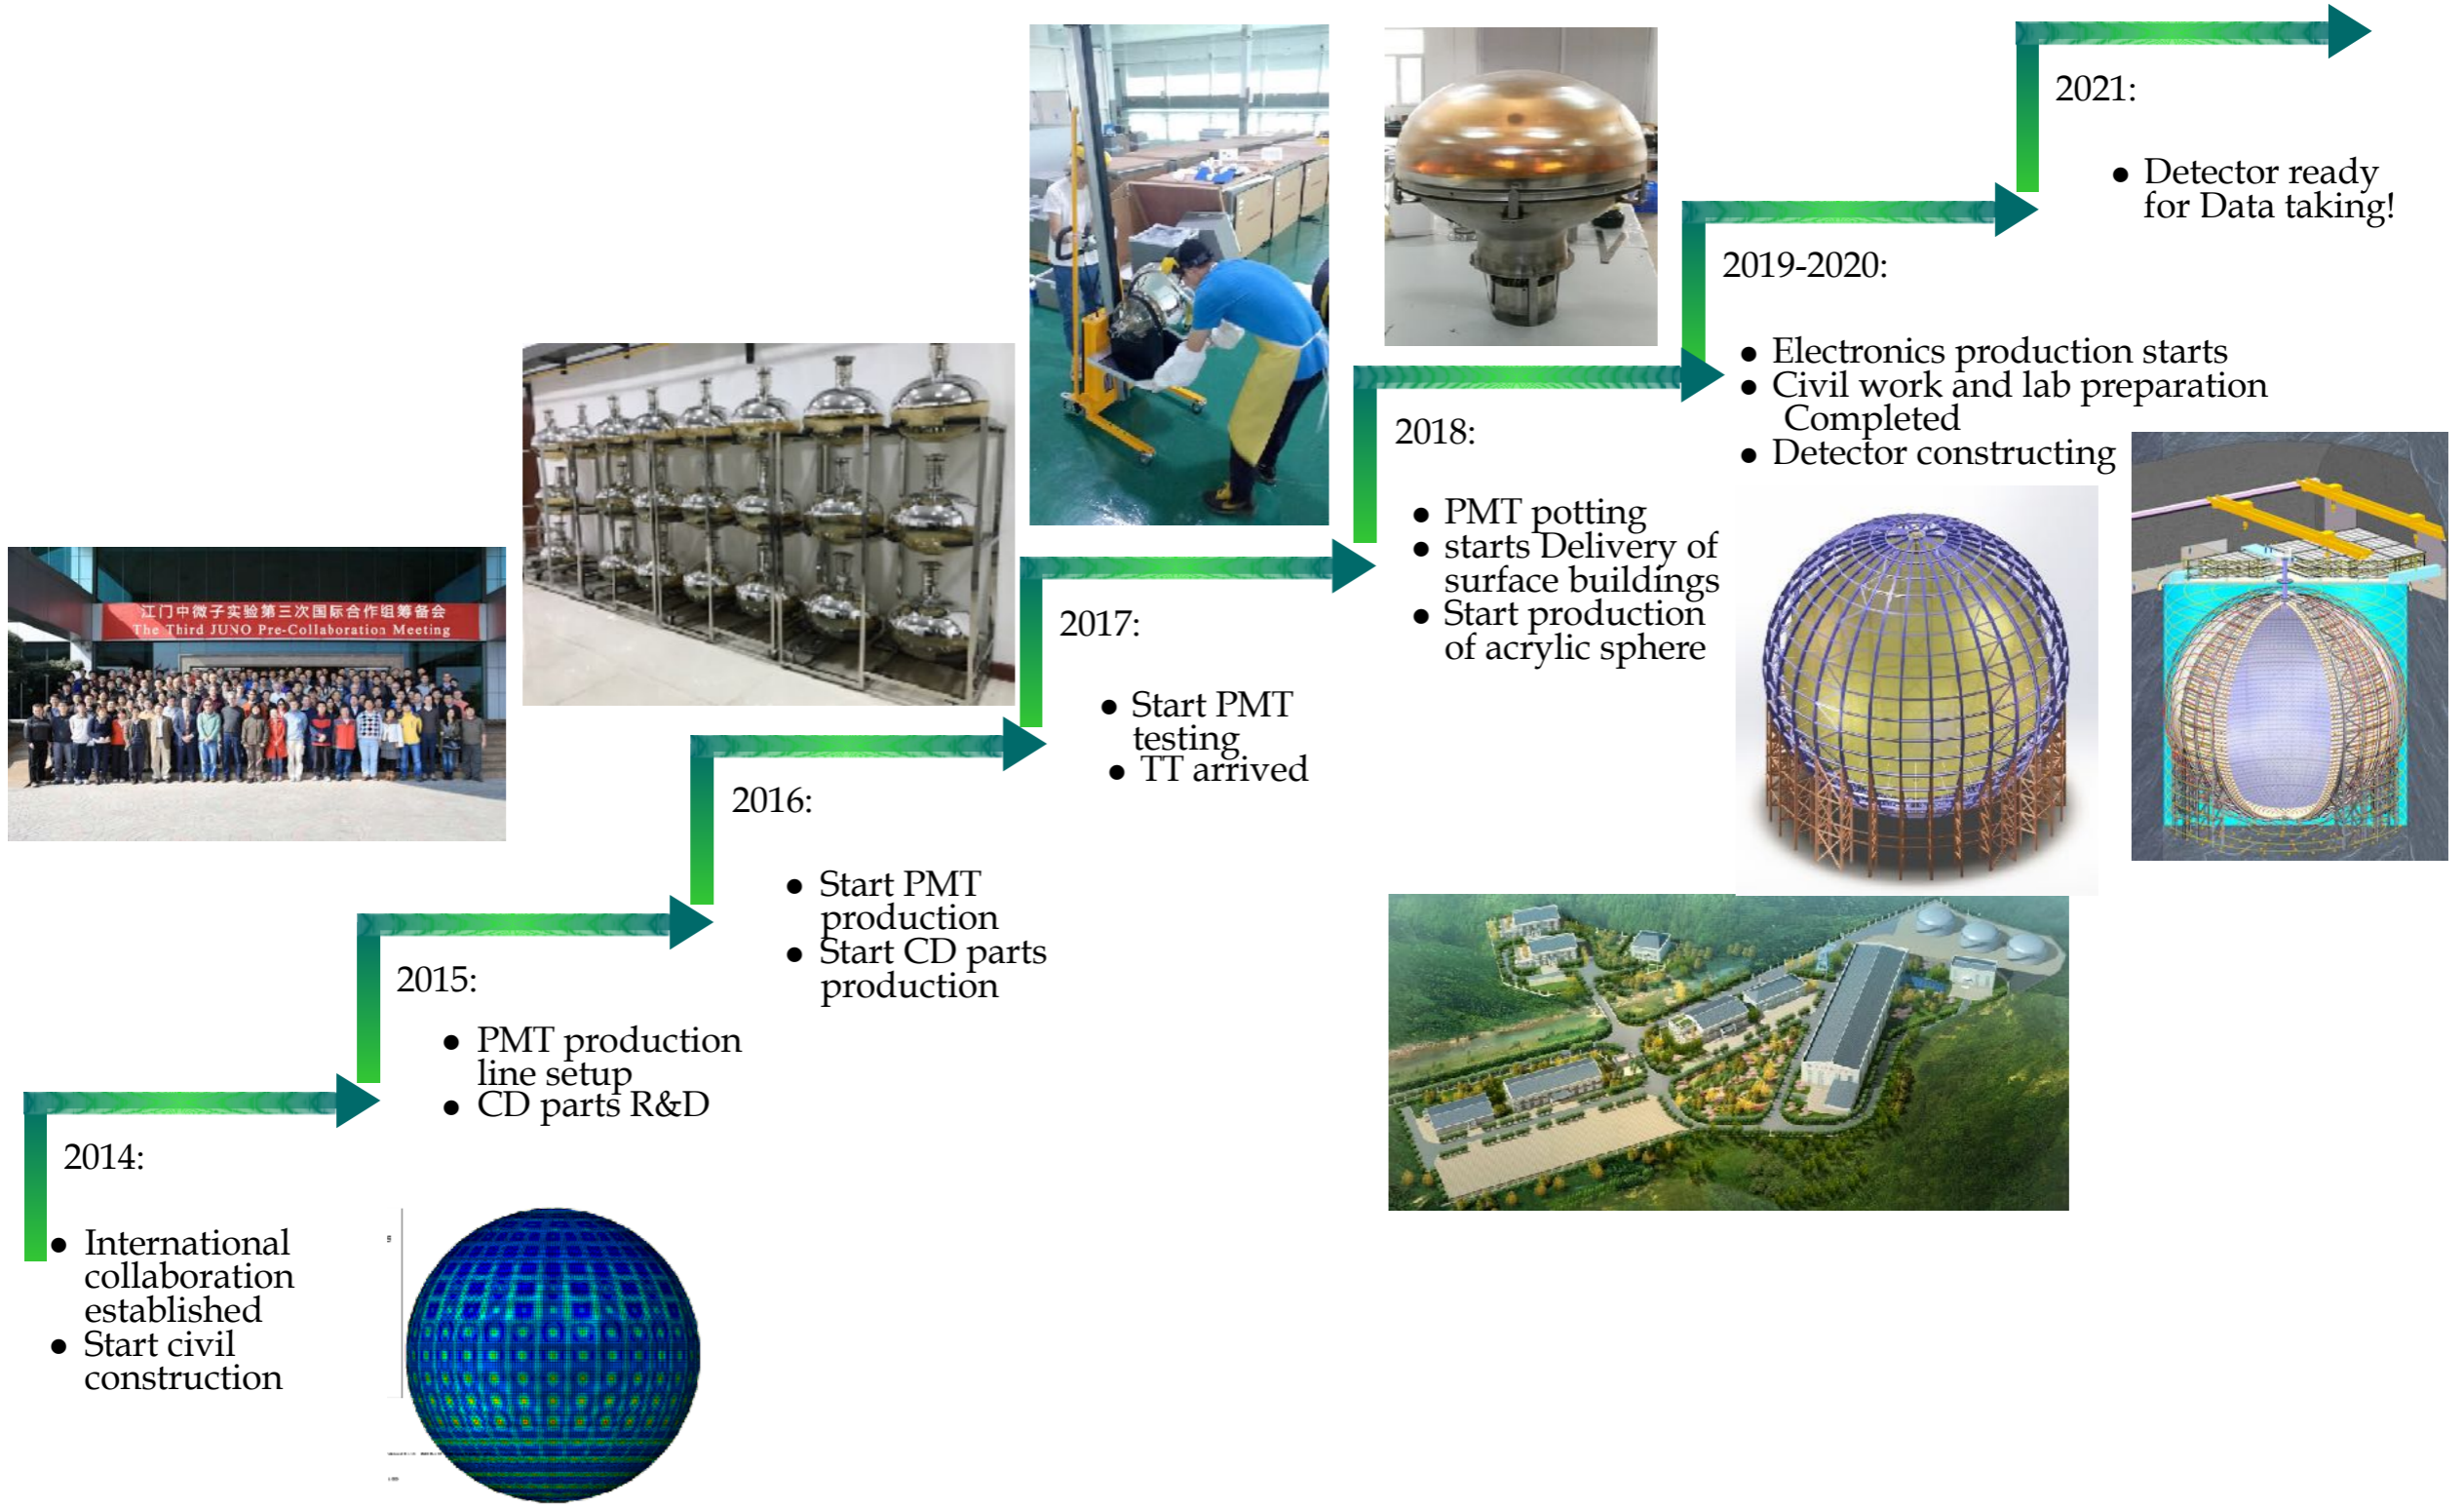 江门中微子实验第三次国际合作组筹备会
The Third JUNO Pre-Collaboration Meeting
2014:
● International
collaboration
established
● Start civil
construction
2015:
● PMT production
line setup
● CD parts R&D
2016:
● Start PMT
production
● Start CD parts
production
2017:
● Start PMT
testing
● TT arrived
2018:
● PMT potting
● starts Delivery of
surface buildings
● Start production
of acrylic sphere
2019-2020:
● Electronics production starts
● Civil work and lab preparation
Completed
● Detector constructing
2021:
● Detector ready
for Data taking!